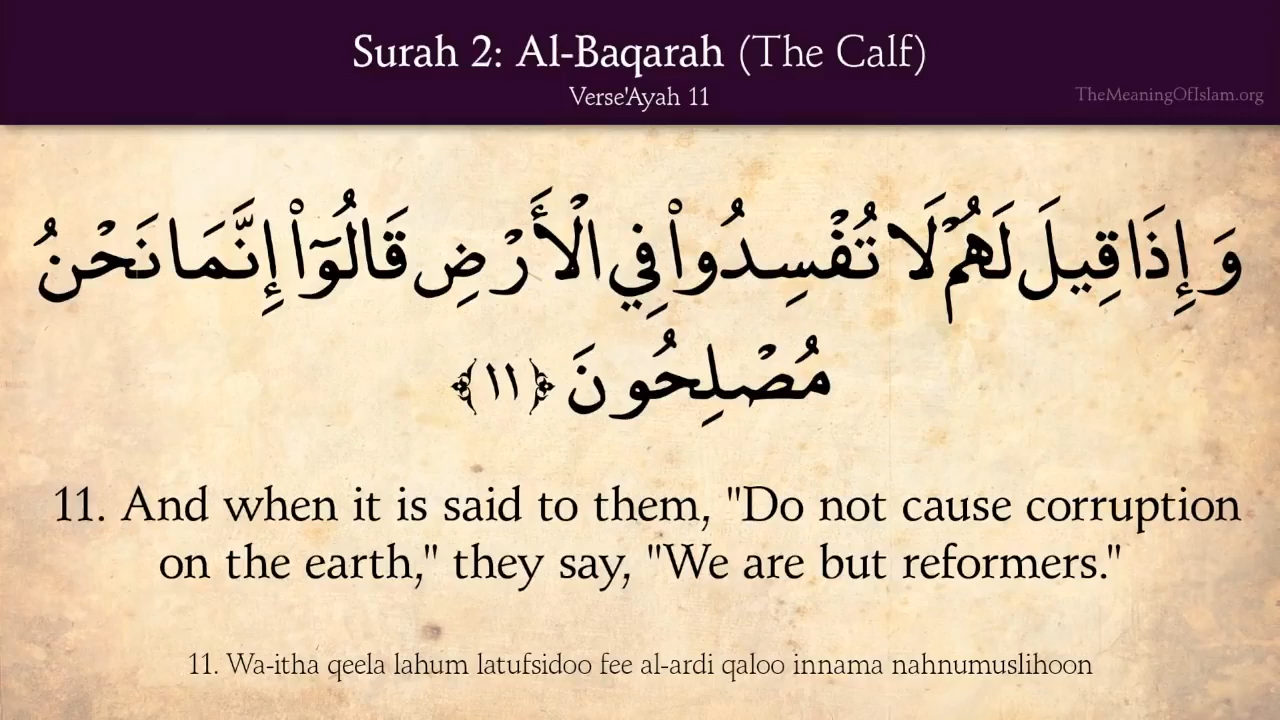 Surah 2: Al-Baqarah (The Calf)
Verse'Ayah 11
TheMeaningOfIslam.org
وَإِذَا قِيلَ لَهُمْ لَا تُفْسِدُواْ فِي الْأَرْضِ قَالُوَاْ إِنَّمَا نَحْنُ
مُصْلِحُونَ ﴿١١﴾
11. And when it is said to them, "Do not cause corruption
on the earth," they say, "We are but reformers."
11. Wa-itha qeela lahum latufsidoo fee al-ardi qaloo innama nahnumuslihoon